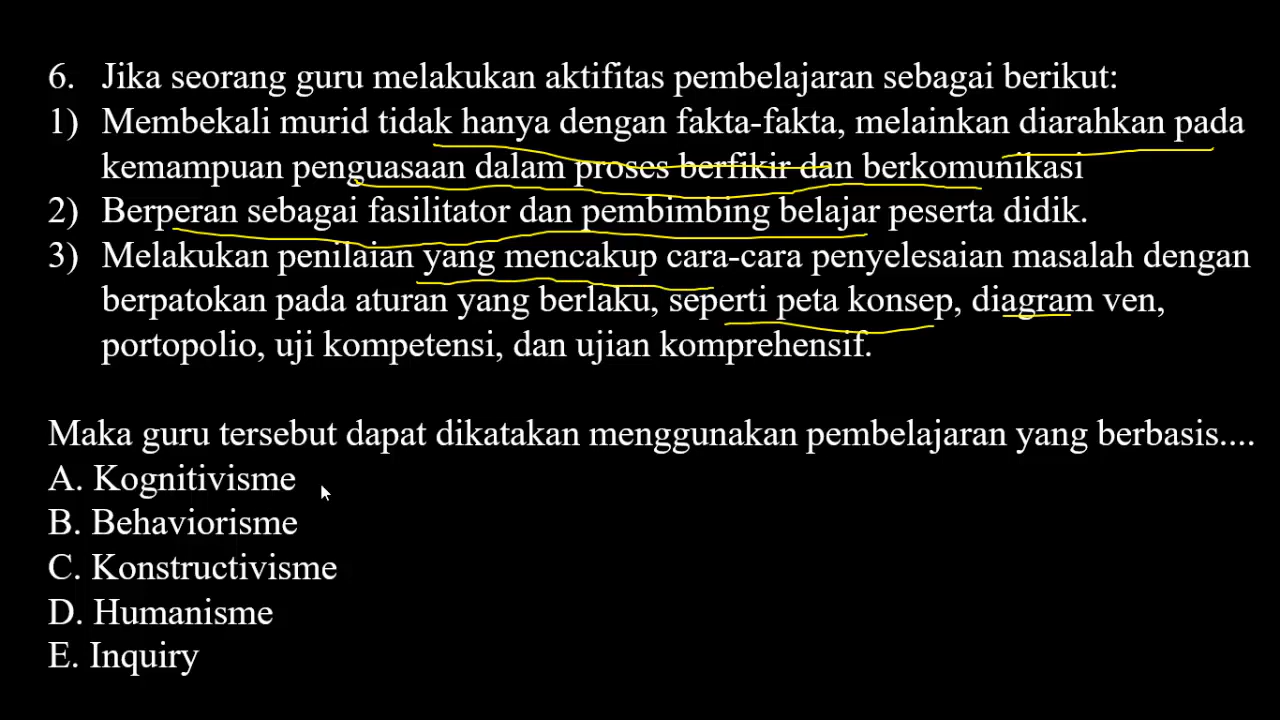 6. Jika seorang guru melakukan aktifitas pembelajaran sebagai berikut:
1) Membekali murid tidak hanya dengan fakta-fakta, melainkan diarahkan pada
kemampuan penguasaan dalam proses berfikir dan berkomunikasi
2) Berperan sebagai fasilitator dan pembimbing belajar peserta didik.
3) Melakukan penilaian yang mencakup cara-cara penyelesaian masalah dengan
berpatokan pada aturan yang berlaku, seperti peta konsep, diagram ven,
portopolio, uji kompetensi, dan ujian komprehensif.
Maka guru tersebut dapat dikatakan menggunakan pembelajaran yang berbasis....
A. Kognitivisme
B. Behaviorisme
C. Konstructivisme
D. Humanisme
E. Inquiry